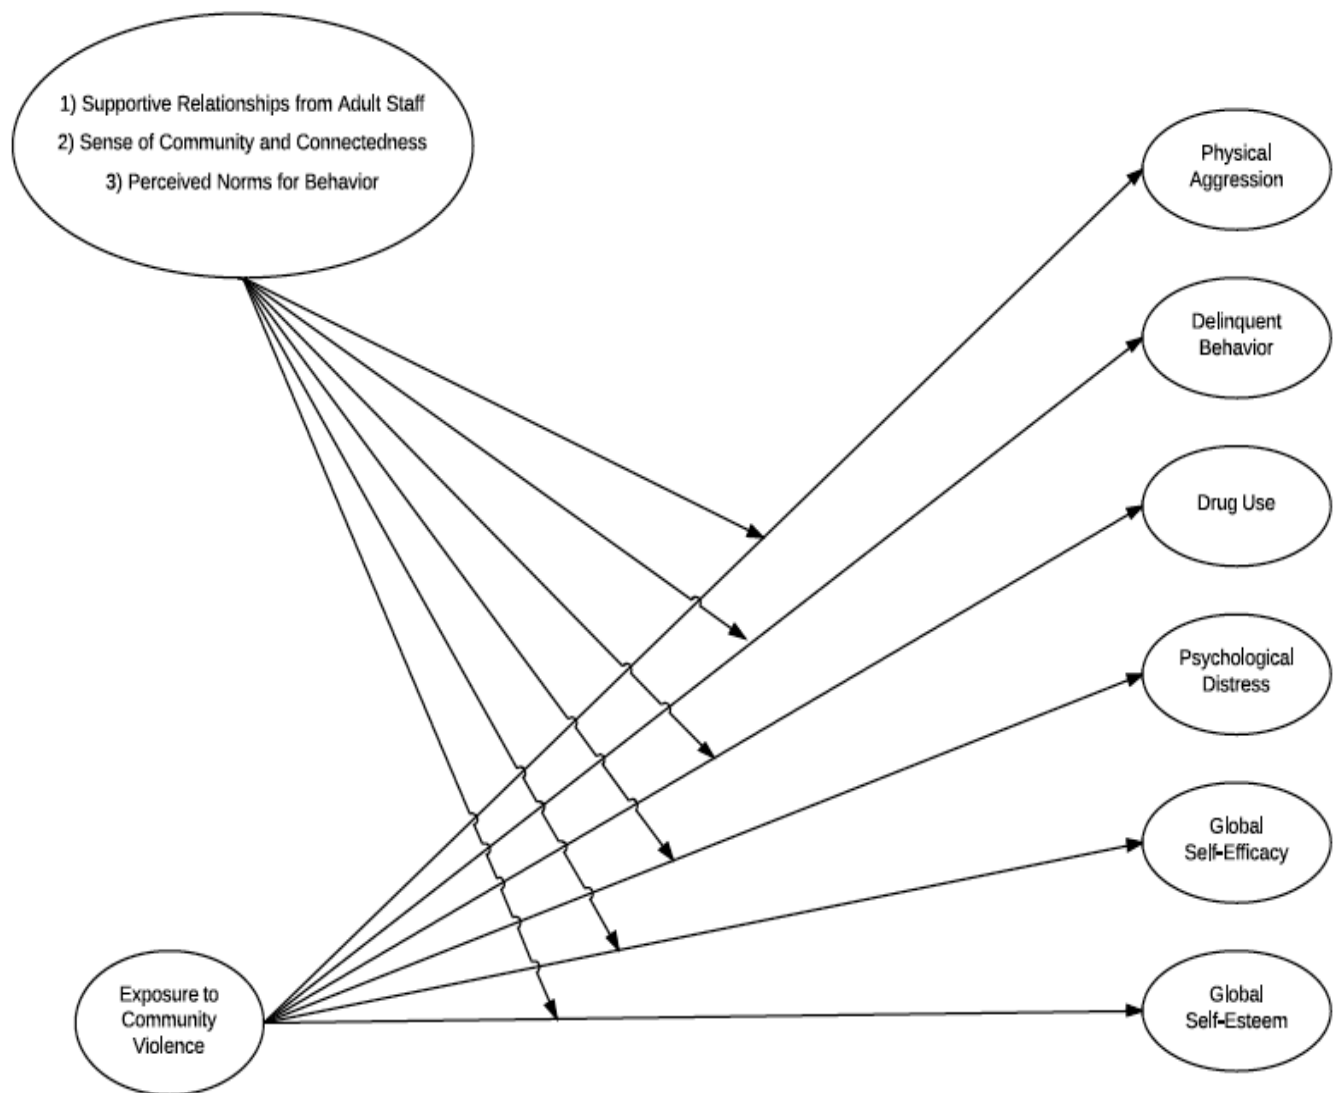 1) Supportive Relationships from Adult Staff
2) Sense of Community and Connectedness
3) Perceived Norms for Behavior
Physical
Aggression
Delinquent
Behavior
Drug Use
Psychological
Distress
Global
Self-Efficacy
Exposure to
Community
Violence
Global
Self-Esteem